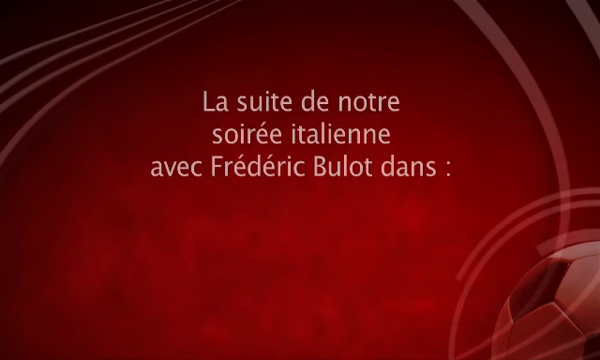 La suite de notre
soirée italienne
avec Frédéric Bulot dans :